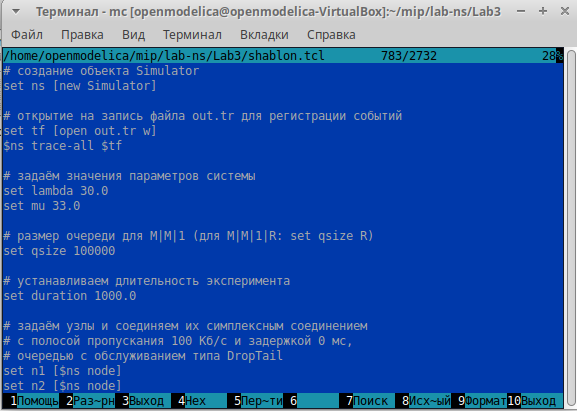 Терминал - mc [openmodelica@openmodelica-VirtualBox]:~/mip/lab-ns/Lab3
Файл Правка Вид Терминал Вкладки Справка
/home/openmodelica/mip/lab-ns/Lab3/shablon.tcl 783/2732 28%
# создание объекта Simulator
set ns [new Simulator]
# открытие на запись файла out.tr для регистрации событий
set tf [open out.tr w]
$ns trace-all $tf
# задаём значения параметров системы
set lambda 30.0
set mu 33.0
# размер очереди для M|M|1 (для M|M|1|R: set qsize R)
set qsize 100000
# устанавливаем длительность эксперимента
set duration 1000.0
# задаём узлы и соединяем их симплексным соединением
# с полосой пропускания 100 Кб/с и задержкой 0 мс,
# очередью с обслуживанием типа DropTail
set n1 [$ns node]
set n2 [$ns node]
1Помощь 2Раз~рн 3Выход 4Hex 5Пер~ти 6 7Поиск 8Исх~ый 9Формат 10Выход